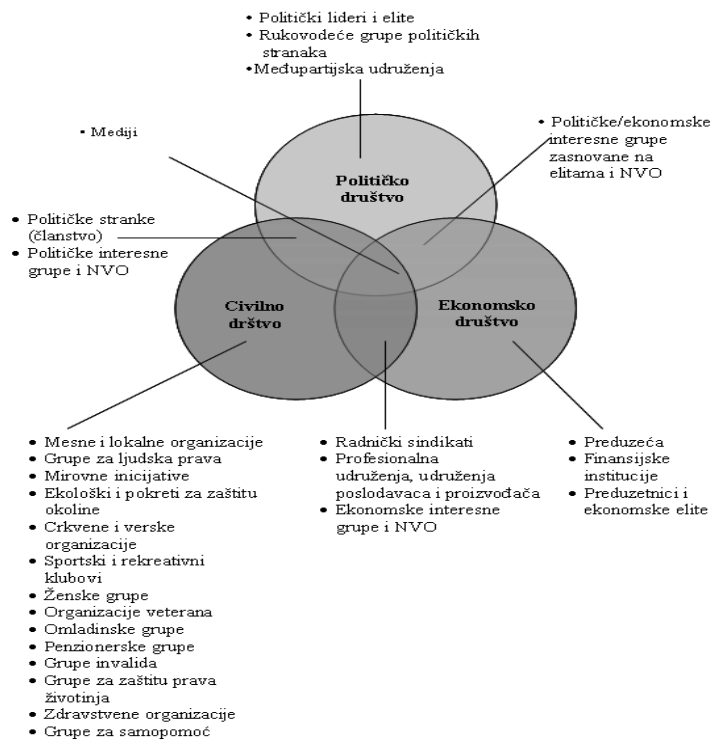 • Politički lideri i elite
• Rukovodeće grupe političkih
stranaka
• Međupartijska udruženja
• Mediji
• Političke/ekonomske
interesne grupe
zasnovane na
elitama i NVO
Političko
društvo
• Političke stranke
(članstvo)
• Političke interesne
grupe i NVO
Civilno
drštvo
Ekonomsko
društvo
• Mesne i lokalne organizacije
• Grupe za ljudska prava
• Mirovne inicijative
• Ekološki i pokreti za zaštitu
okoline
• Crkvene i verske
organizacije
• Sportski i rekreativni
klubovi
• Ženske grupe
• Organizacije veterana
• Omladinske grupe
• Penzionerske grupe
• Grupe invalida
• Grupe za zaštitu prava
životinja
• Zdravstvene organizacije
• Grupe za samopomoć
• Radnički sindikati
• Profesionalna
udruženja, udruženja
poslodavaca i proizvođača
• Ekonomske interesne
grupe i NVO
• Preduzeća
• Finansijske
institucije
• Preduzetnici i
ekonomske elite